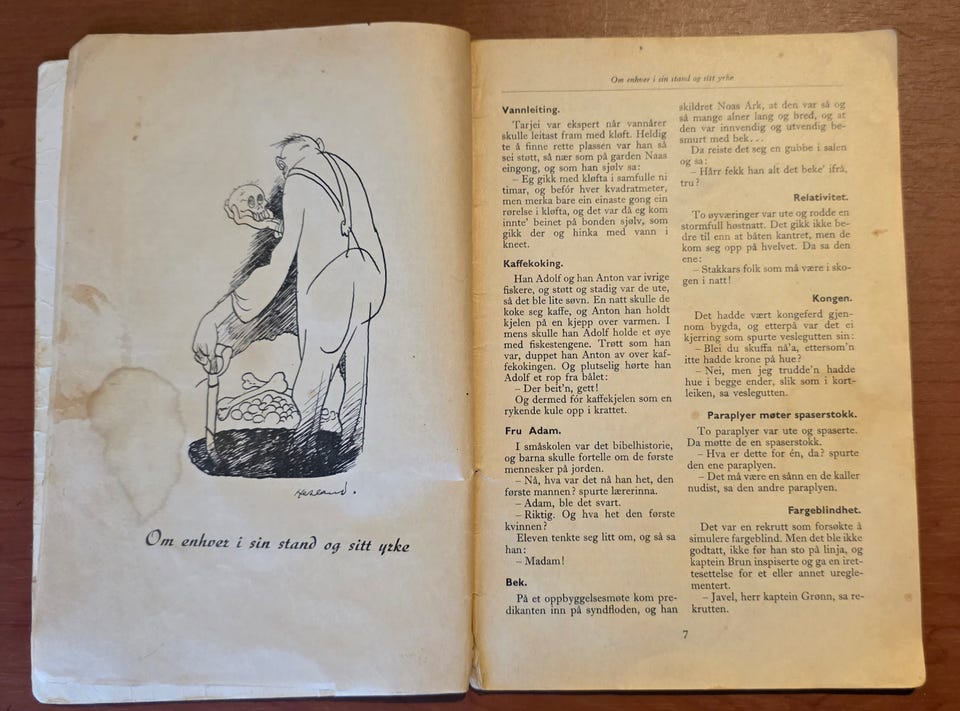 Haaland.
Om enhver i sin stand og sitt yrke
Om enhver i sin stand og sitt yrke
Vannleiting.
Tarjei var ekspert når vannårer
skulle leitast fram med kløft. Heldig
te å finne rette plassen var han så
sei støtt, så nær som på garden Naas
eingong, og som han sjølv sa:
– Eg gikk med kløfta i samfulle ni
timar, og befór hver kvadratmeter,
men merka bare ein einaste gong ein
rørelse i kløfta, og det var då eg kom
innte' beinet på bonden sjølv, som
gikk der og hinka med vann i
kneet.
Kaffekoking.
Han Adolf og han Anton var ivrige
fiskere, og støtt og stadig var de ute,
så det ble lite søvn. En natt skulle de
koke seg kaffe, og Anton han holdt
kjelen på en kjepp over varmen. I
mens skulle han Adolf holde et øye
med fiskestengene. Trøtt som han
var, duppet han Anton av over kaf-
fekokingen. Og plutselig hørte han
Adolf et rop fra bålet:
– Der beit'n, gett!
Og dermed fór kaffekjelen som en
rykende kule opp i krattet.
Fru Adam.
I småskolen var det bibelhistorie,
og barna skulle fortelle om de første
mennesker på jorden.
– Nå, hva var det nå han het, den
første mannen? spurte lærerinna.
– Adam, ble det svart.
– Riktig. Og hva het den første
kvinnen?
Eleven tenkte seg litt om, og så sa
han:
– Madam!
Bek.
På et oppbyggelsesmøte kom pre-
dikanten inn på syndfloden, og han
skildret Noas Ark, at den var så og
så mange alner lang og bred, og at
den var innvendig og utvendig be-
smurt med bek...
Da reiste det seg en gubbe i salen
og sa:
– Hårr fekk han alt det beke' ifrå,
tru?
Relativitet.
To øyværinger var ute og rodde en
stormfull høstnatt. Det gikk ikke be-
dre til enn at båten kantret, men de
kom seg opp på hvelvet. Da sa den
ene:
– Stakkars folk som må være i sko-
gen i natt!
Kongen.
Det hadde vært kongeferd gjen-
nom bygda, og etterpå var det ei
kjerring som spurte veslegutten sin:
– Blei du skuffa nå'a, ettersom'n
itte hadde krone på hue?
– Nei, men jeg trudde'n hadde
hue i begge ender, slik som i kort-
leiken, sa veslegutten.
Paraplyer møter spaserstokk.
To paraplyer var ute og spaserte.
Da møtte de en spaserstokk.
– Hva er dette for én, da? spurte
den ene paraplyen.
– Det må være en sånn en de kaller
nudist, sa den andre paraplyen.
Fargeblindhet.
Det var en rekrutt som forsøkte å
simulere fargeblind. Men det ble ikke
godtatt, ikke før han sto på linja, og
kaptein Brun inspiserte og ga en iret-
tesettelse for et eller annet uregle-
mentert.
– Javel, herr kaptein Grønn, sa re-
krutten.
7